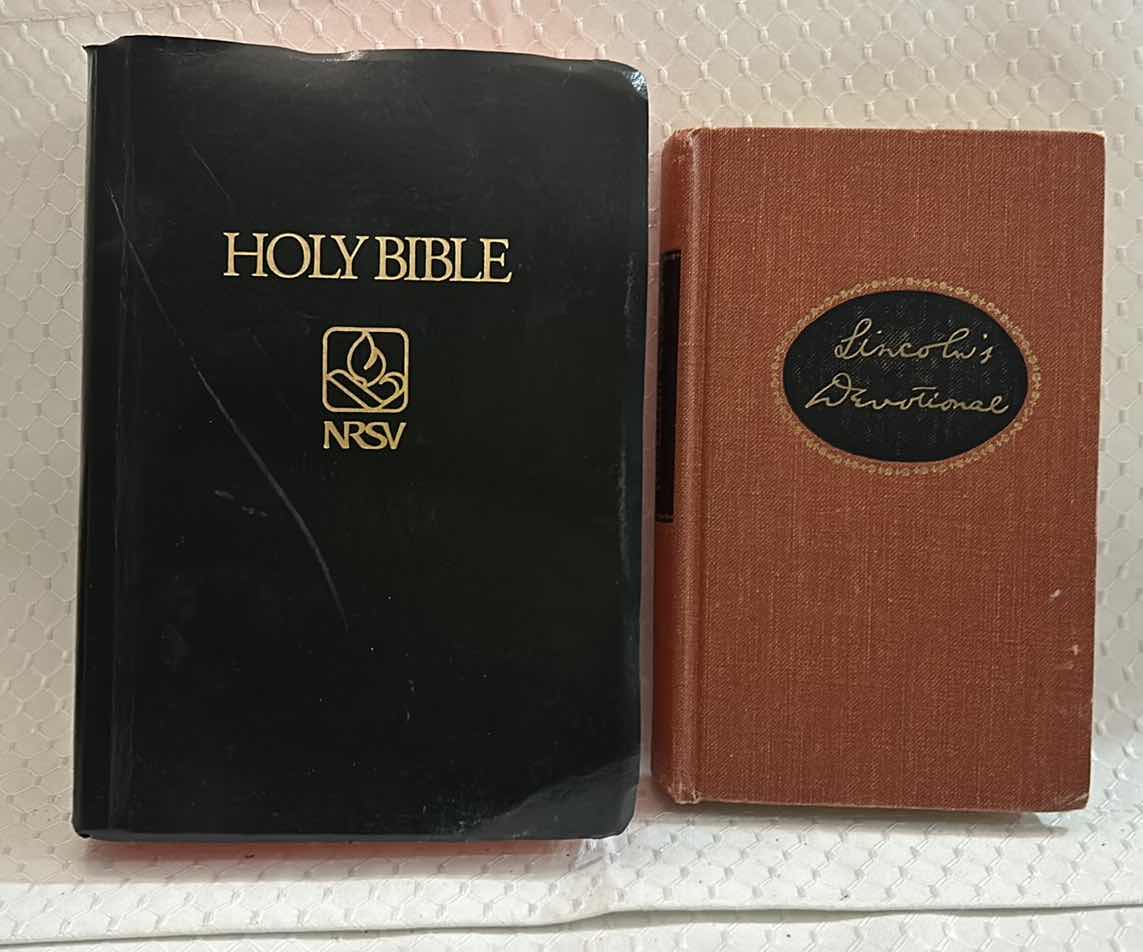 HOLY BIBLE
NRSV
Lincoln's
Devotional